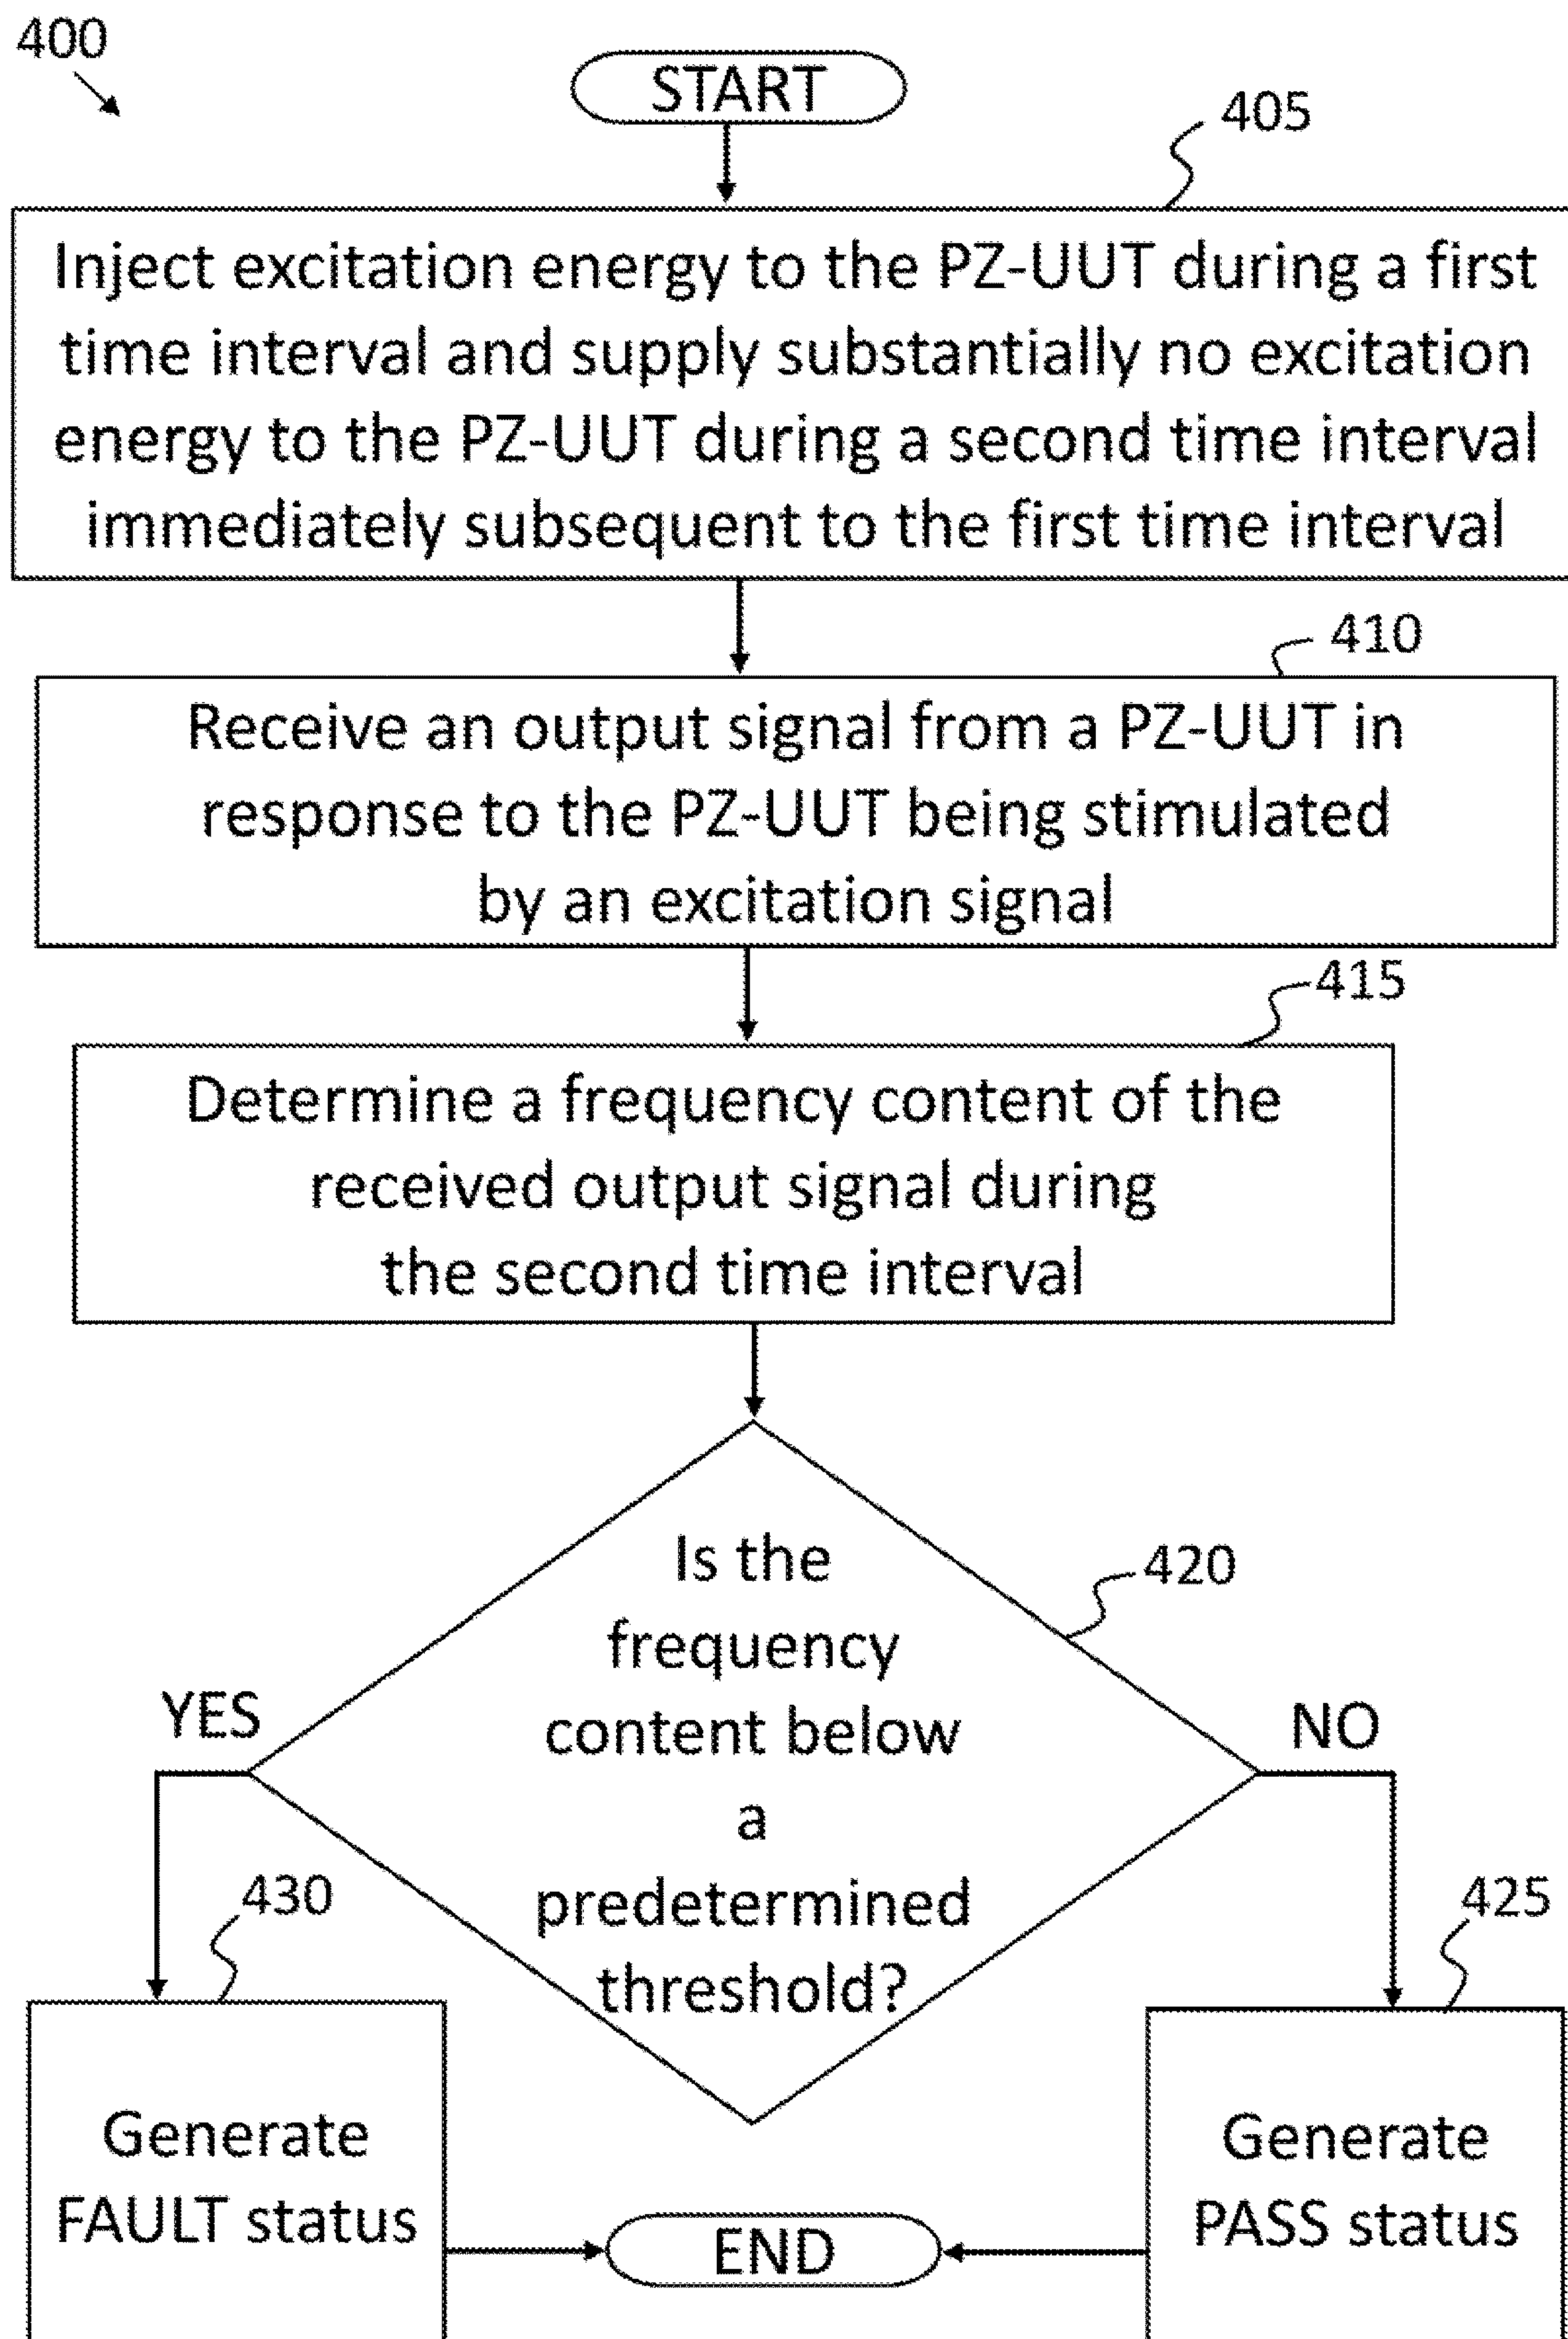 400
START
405
Inject excitation energy to the PZ-UUT during a first
time interval and supply substantially no excitation
energy to the PZ-UUT during a second time interval
immediately subsequent to the first time interval
410
Receive an output signal from a PZ-UUT in
response to the PZ-UUT being stimulated
by an excitation signal
415
Determine a frequency content of the
received output signal during
the second time interval
Is the
frequency
content below
a
predetermined
threshold?
420
YES
NO
430
425
Generate
FAULT status
Generate
PASS status
END